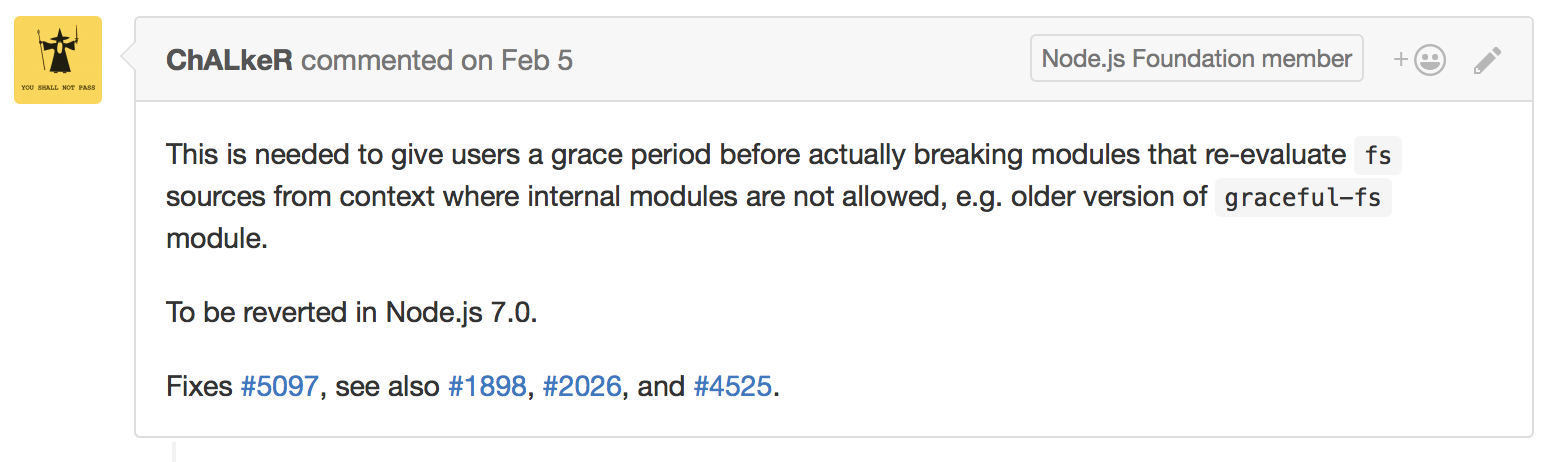 YOU SHALL NOT PASS
ChALkeR commented on Feb 5
Node.js Foundation member
+
This is needed to give users a grace period before actually breaking modules that re-evaluate fs
sources from context where internal modules are not allowed, e.g. older version of graceful-fs
module.
To be reverted in Node.js 7.0.
Fixes #5097, see also #1898, #2026, and #4525.